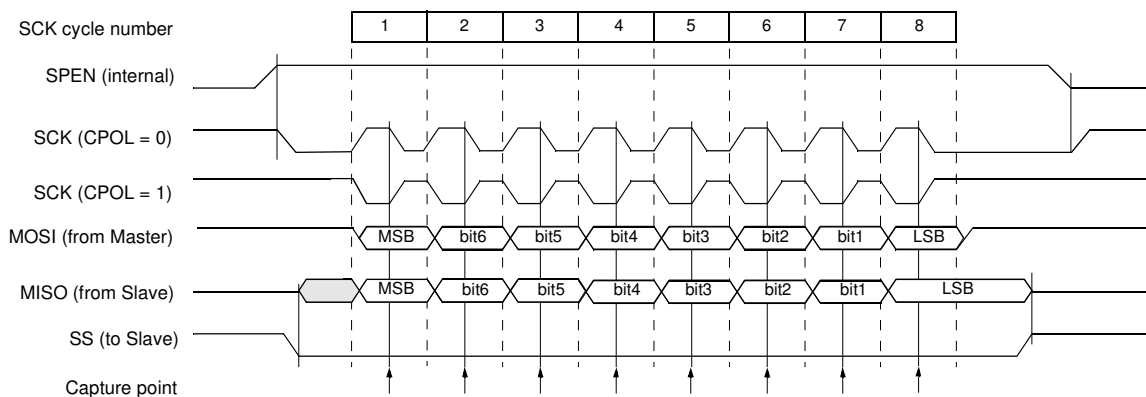 SCK cycle number 1 2 3 4 5 6 7 8
SPEN (internal)
SCK (CPOL = 0)
SCK (CPOL = 1)
MOSI (from Master) MSB bit6 bit5 bit4 bit3 bit2 bit1 LSB
MISO (from Slave) MSB bit6 bit5 bit4 bit3 bit2 bit1 LSB
SS (to Slave)
Capture point